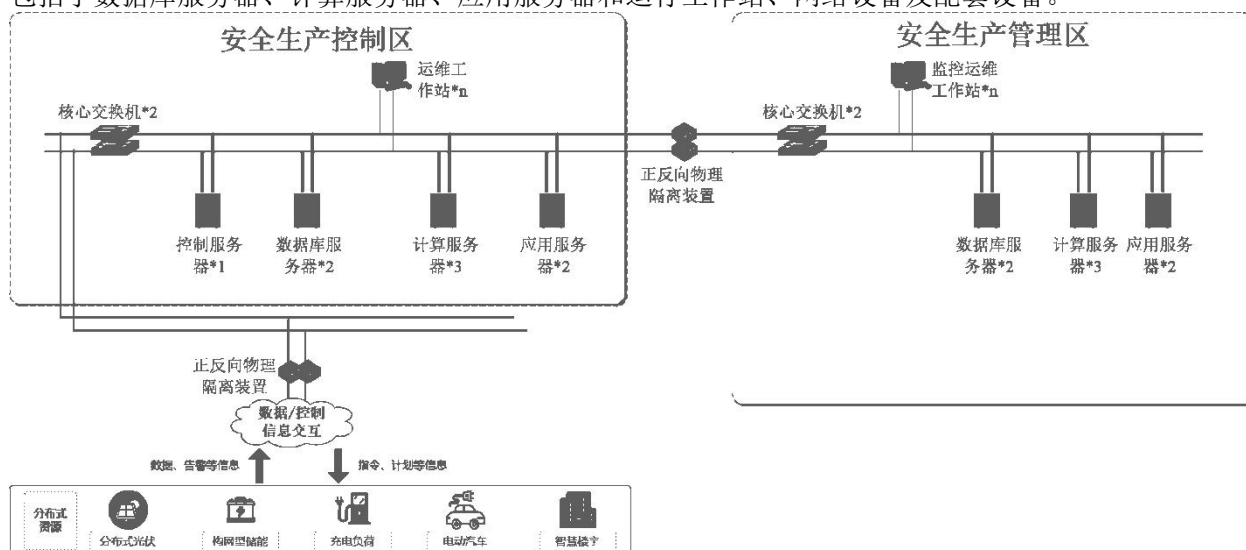 包括了数据库服务器、计算服务器、应用服务器和运行工作站、网络设备及配套设备。
安全生产控制区
安全生产管理区
运维工
作站*n
监控运维
工作站*n
核心交换机*2
核心交换机*2
正反向物理
隔离装置
控制服务
器*1
数据库服
务器*2
计算服务
器*3
应用服务
器*2
数据库服
务器*2
计算服务
器*3
应用服务
器*2
正反向物理
隔离装置
数据/控制
信息交互
数据、告警等信息
指令、计划等信息
分布式
资源
分布式光伏
构网型储能
充电负荷
电动汽车
智慧楼宇